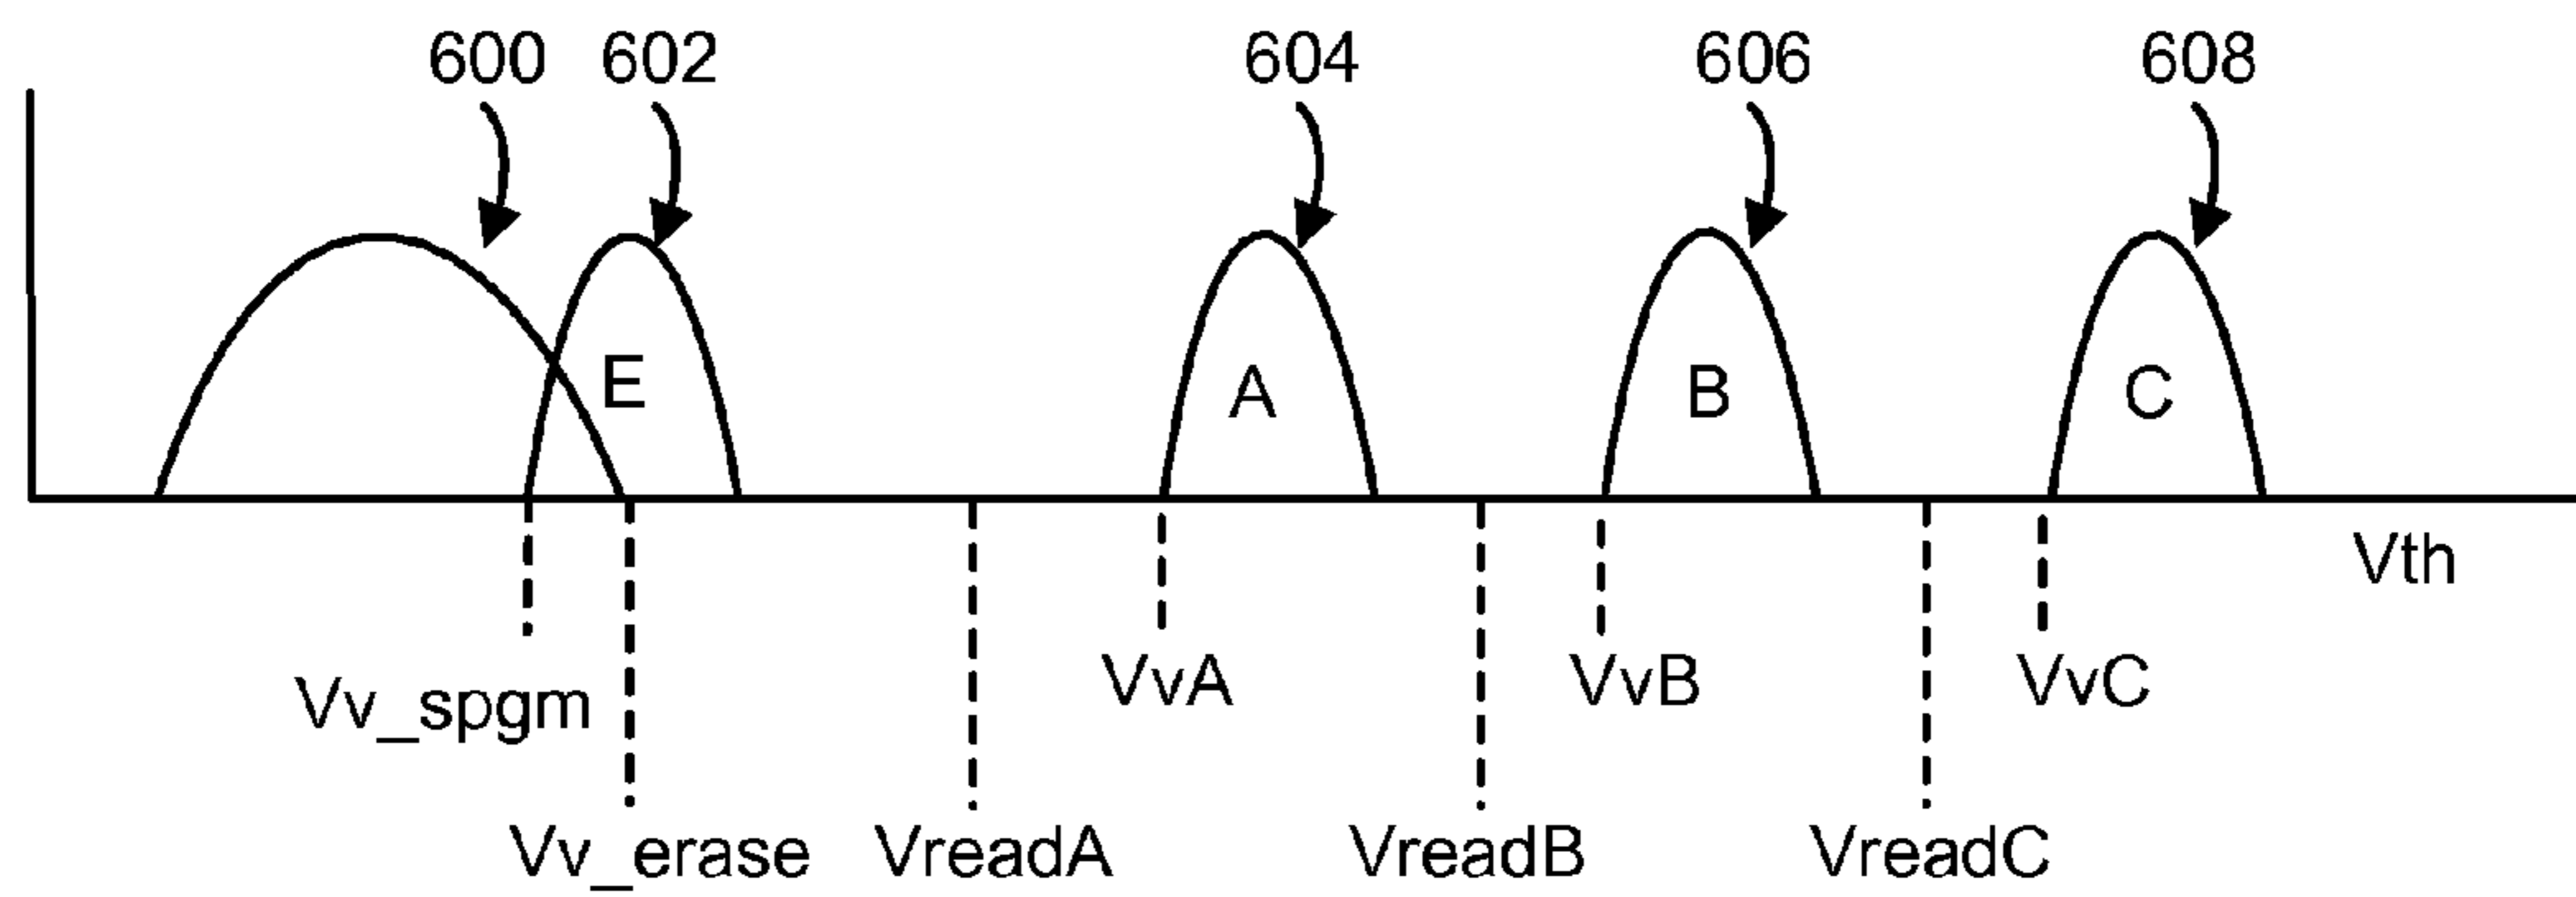 600 602 604 606 608
E A B C
Vth
Vv_spgm VvA VvB VvC
Vv_erase VreadA VreadB VreadC